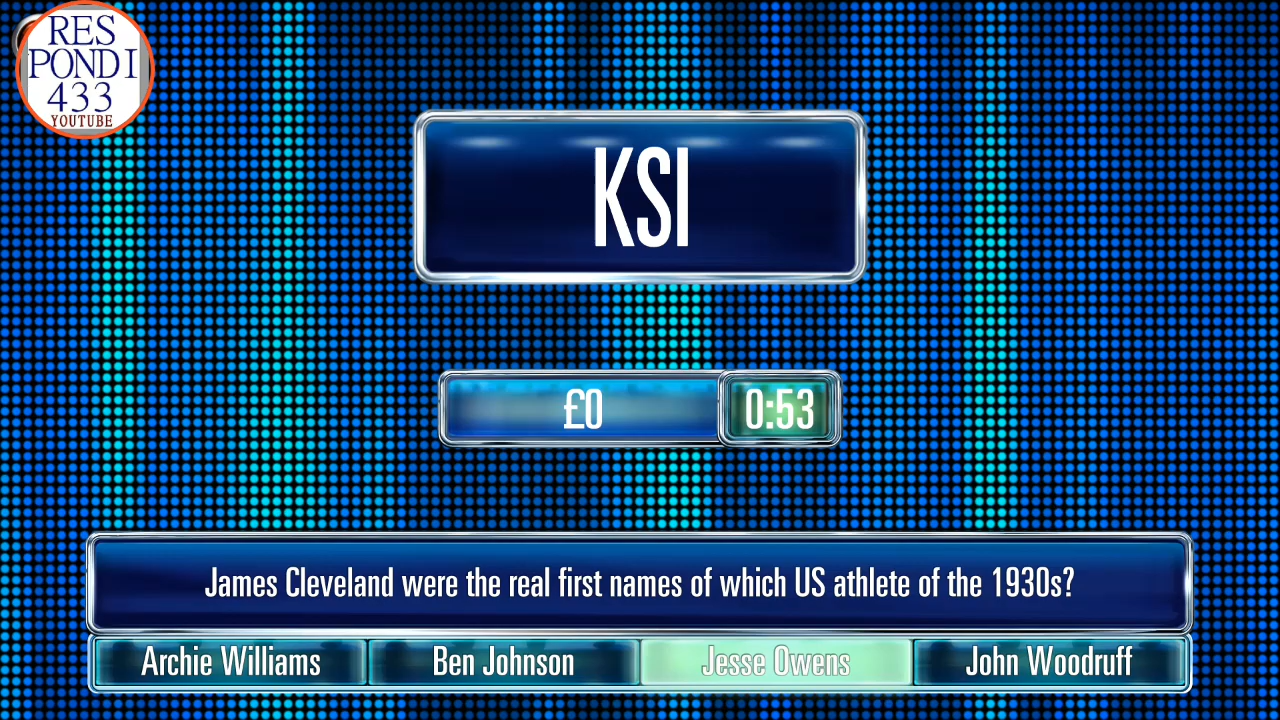 RES
POND I
433
YOUTUBE
KSI
£0
0:53
James Cleveland were the real first names of which US athlete of the 1930s?
Archie Williams
Ben Johnson
Jesse Owens
John Woodruff